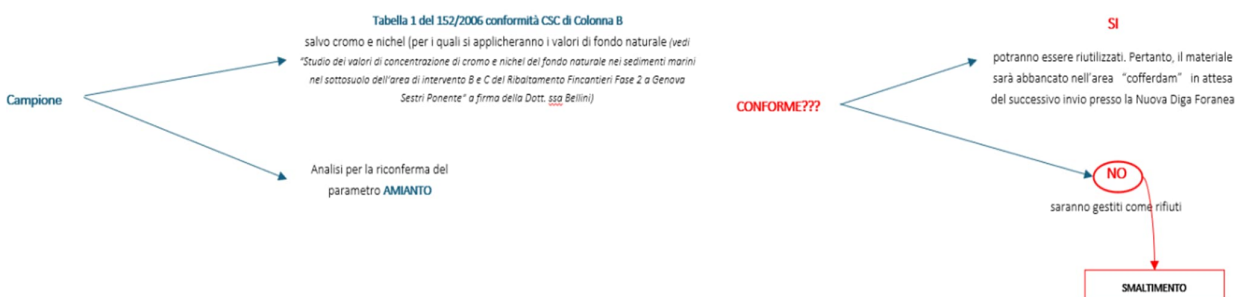 Tabella 1 del 152/2006 conformità CSC di Colonna B
salvo cromo e nichel (per i quali si applicheranno i valori di fondo naturale (vedi
"Studio dei valori di concentrazione di cromo e nichel del fondo naturale nei sedimenti marini
nel sottosuolo dell'area di intervento B e C del Ribaltamento Fincantieri Fase 2 a Genova
Sestri Ponente" a firma della Dott. ssa Bellini)
Campione
Analisi per la riconferma del
parametro AMIANTO
CONFORME???
SI
potranno essere riutilizzati. Pertanto, il materiale
sarà abbancato nell'area "cofferdam" in attesa
del successivo invio presso la Nuova Diga Foranea
NO
saranno gestiti come rifiuti
SMALTIMENTO